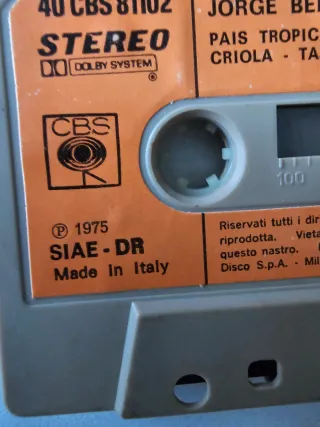 40 CBS 81102
STEREO
DOLBY SYSTEM
JORGE BE
PAIS TROPIC
CRIOLA - TA
CBS
100
℗ 1975
SIAE - DR
Made in Italy
Riservati tutti i dir
riprodotta. Vieta
questo nastro.
Disco S.p.A. - Mil